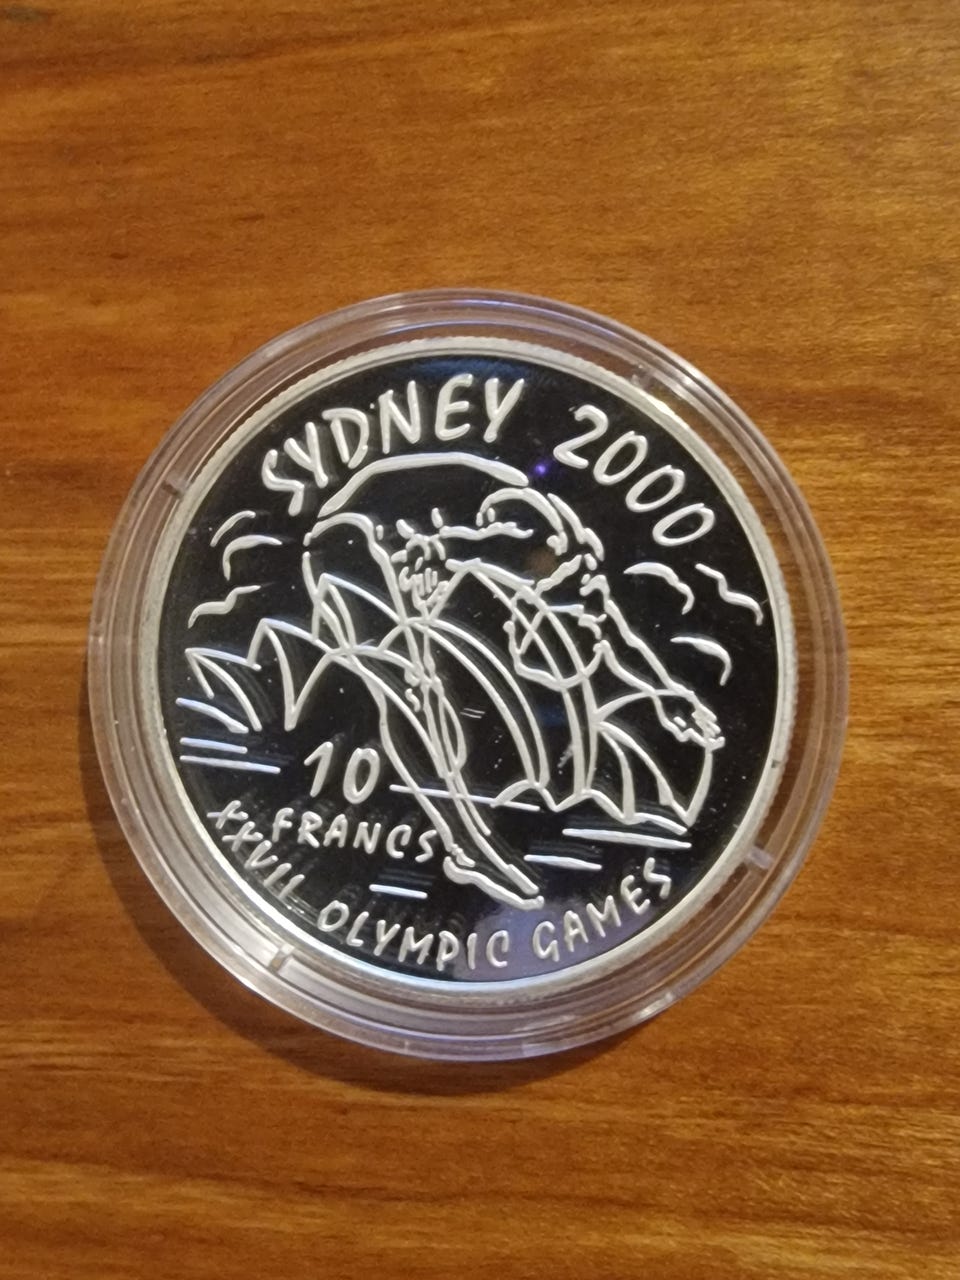 SYDNEY 2000
10
FRANCS
XXVII OLYMPIC GAMES